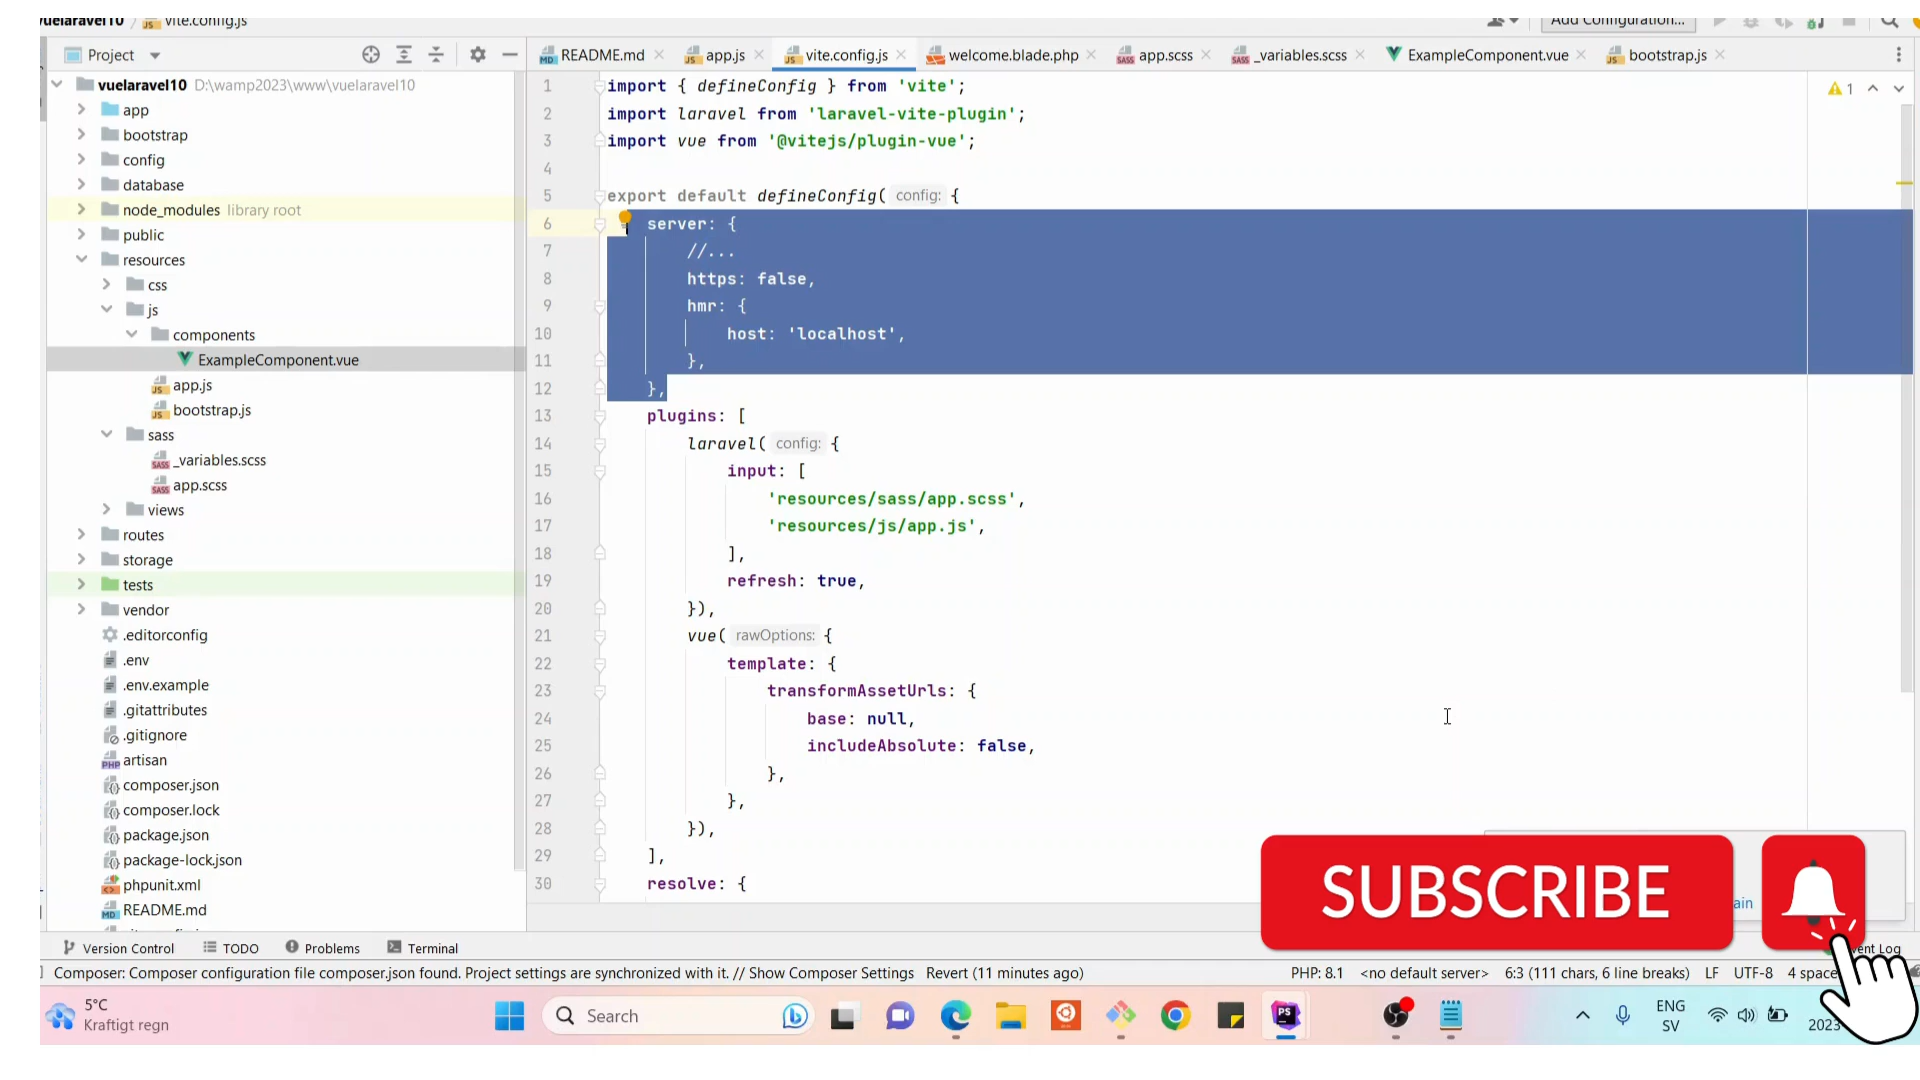 vuelaravel10 / vite.config.js
Add Configuration...
Project
README.md
app.js
vite.config.js
welcome.blade.php
app.scss
_variables.scss
ExampleComponent.vue
bootstrap.js
vuelaravel10 D:\wamp2023\www\vuelaravel10
app
bootstrap
config
database
node_modules library root
public
resources
css
js
components
ExampleComponent.vue
app.js
bootstrap.js
sass
_variables.scss
app.scss
views
routes
storage
tests
vendor
.editorconfig
.env
.env.example
.gitattributes
.gitignore
artisan
composer.json
composer.lock
package.json
package-lock.json
phpunit.xml
README.md
1 import { defineConfig } from 'vite';
2 import laravel from 'laravel-vite-plugin';
3 import vue from '@vitejs/plugin-vue';
4
5 export default defineConfig( config: {
6 server: {
7 //...
8 https: false,
9 hmr: {
10 host: 'localhost',
11 },
12 },
13 plugins: [
14 laravel( config: {
15 input: [
16 'resources/sass/app.scss',
17 'resources/js/app.js',
18 ],
19 refresh: true,
20 }),
21 vue( rawOptions: {
22 template: {
23 transformAssetUrls: {
24 base: null,
25 includeAbsolute: false,
26 },
27 },
28 }),
29 ],
30 resolve: {
1
SUBSCRIBE
Version Control
TODO
Problems
Terminal
Log
Composer: Composer configuration file composer.json found. Project settings are synchronized with it. // Show Composer Settings Revert (11 minutes ago)
PHP: 8.1 <no default server> 6:3 (111 chars, 6 line breaks) LF UTF-8 4 space
5°C
Kraftigt regn
Search
ENG
SV
2023